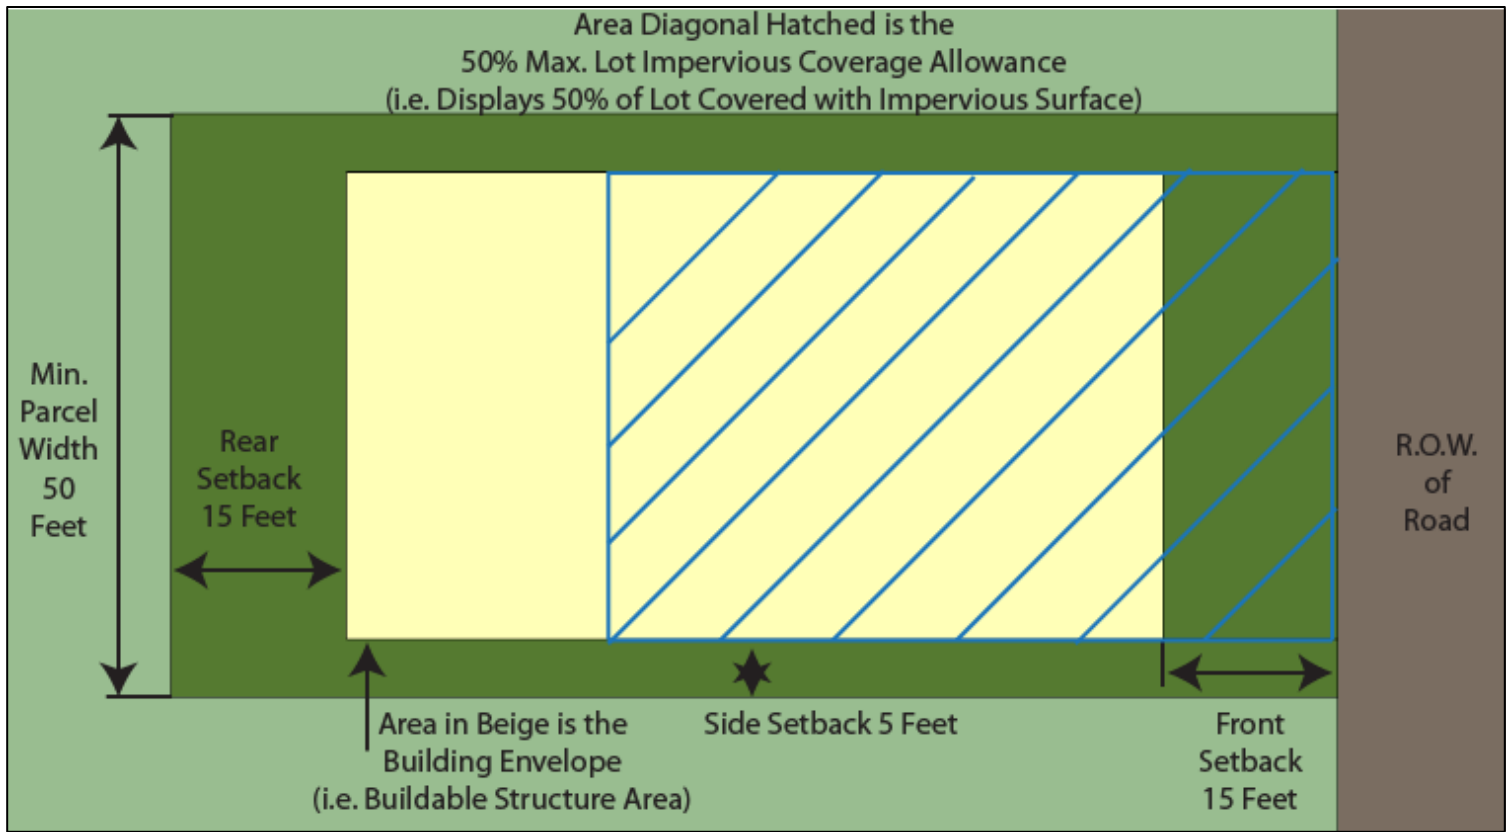 Area Diagonal Hatched is the
50% Max. Lot Impervious Coverage Allowance
(i.e. Displays 50% of Lot Covered with Impervious Surface)
Min.
Parcel
Width
50
Feet
Rear
Setback
15 Feet
R.O.W.
of
Road
Area in Beige is the
Building Envelope
(i.e. Buildable Structure Area)
Side Setback 5 Feet
Front
Setback
15 Feet